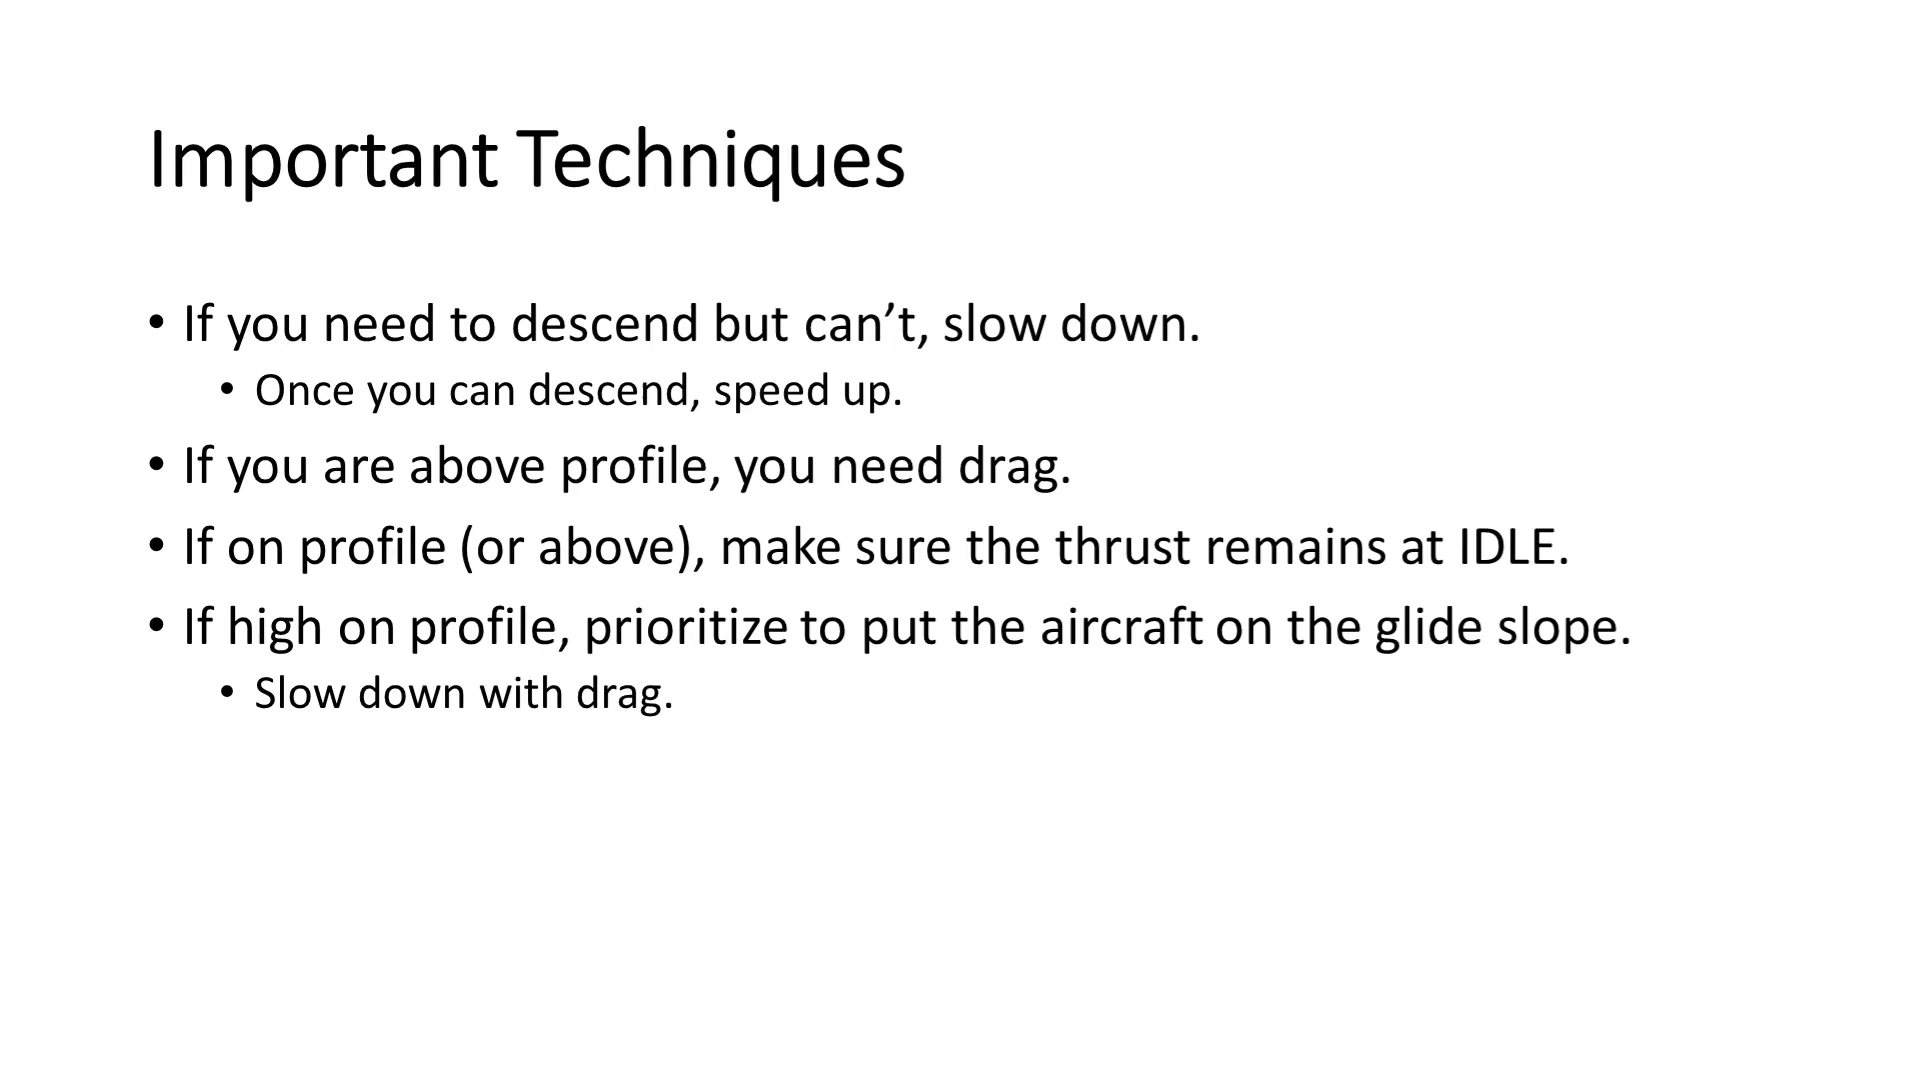 Important Techniques
• If you need to descend but can’t, slow down.
• Once you can descend, speed up.
• If you are above profile, you need drag.
• If on profile (or above), make sure the thrust remains at IDLE.
• If high on profile, prioritize to put the aircraft on the glide slope.
• Slow down with drag.